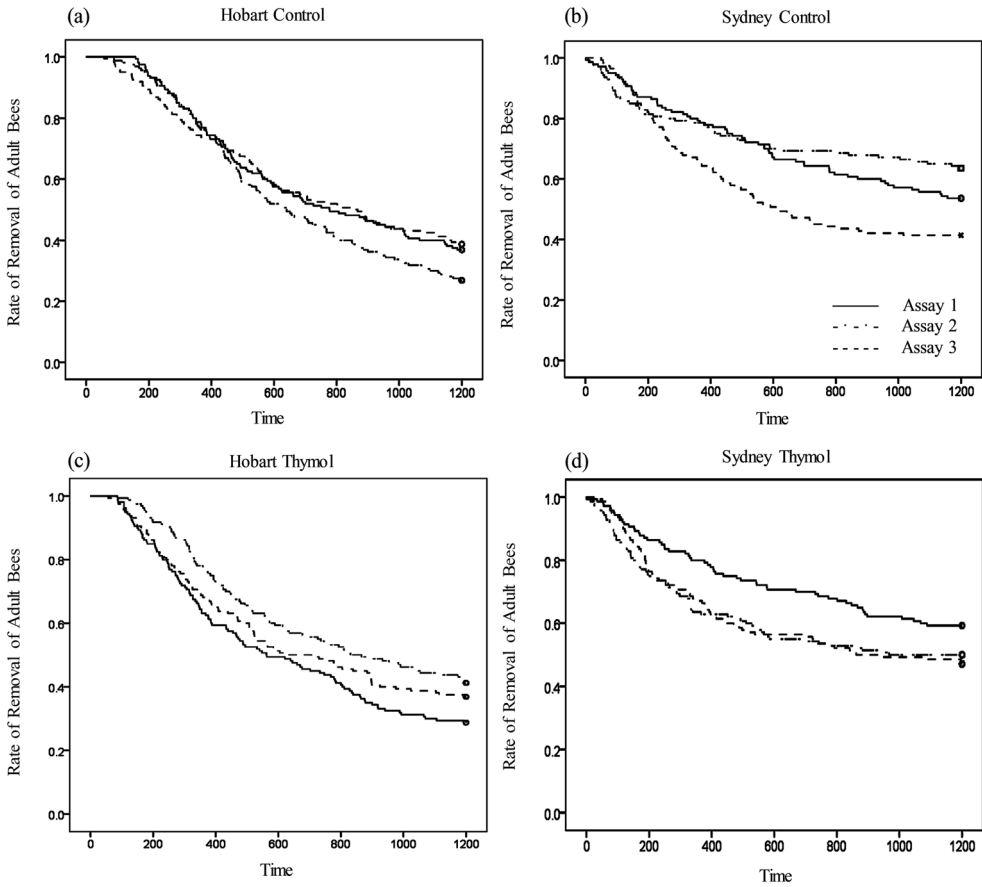 (a)
Hobart Control
Rate of Removal of Adult Bees
1.0
0.8
0.6
0.4
0.2
0.0
0 200 400 600 800 1000 1200
Time
(b)
Sydney Control
Rate of Removal of Adult Bees
1.0
0.8
0.6
0.4
0.2
0.0
Assay 1
Assay 2
Assay 3
0 200 400 600 800 1000 1200
Time
(c)
Hobart Thymol
Rate of Removal of Adult Bees
1.0
0.8
0.6
0.4
0.2
0.0
0 200 400 600 800 1000 1200
Time
(d)
Sydney Thymol
Rate of Removal of Adult Bees
1.0
0.8
0.6
0.4
0.2
0.0
0 200 400 600 800 1000 1200
Time